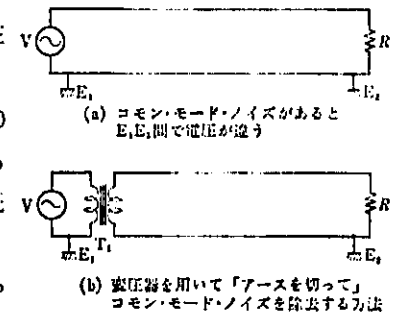 V
R
E₁
E₂
(a) コモン・モード・ノイズがあると
E₁E₂間で電圧が違う
V
R
E₁
T₁
E₂
(b) 変圧器を用いて「アースを切って」
コモン・モード・ノイズを除去する方法